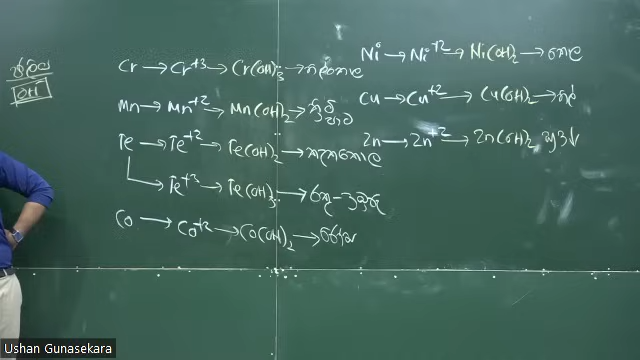 OH⁻
Cr → Cr⁺³ → Cr(OH)₃ →
Mn → Mn⁺² → Mn(OH)₂ →
Fe → Fe⁺² → Fe(OH)₂ →
→ Fe⁺³ → Fe(OH)₃ → රතු - දුඹුරු
Co → Co⁺² → Co(OH)₂ → රෝස
Ni → Ni⁺² → Ni(OH)₂ → කොළ
Cu → Cu⁺² → Cu(OH)₂ → නිල්
Zn → Zn⁺² → Zn(OH)₂ සුදු ↓
Ushan Gunasekara